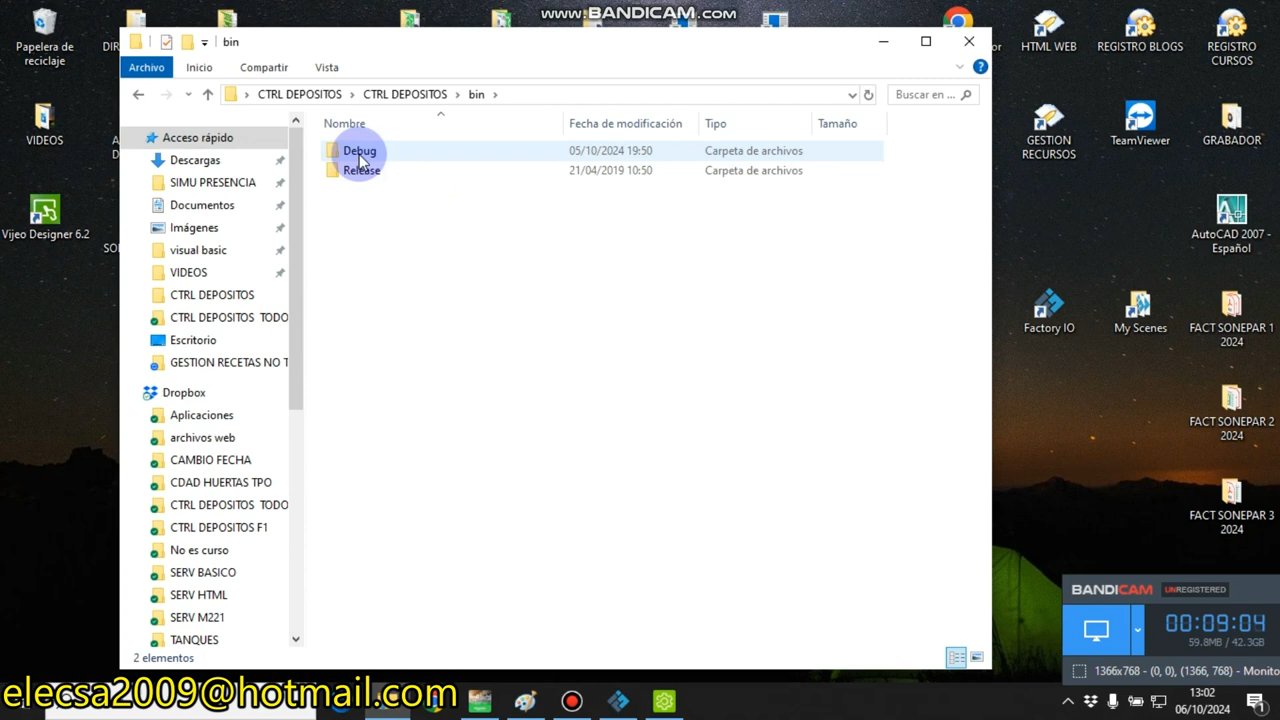 www.BANDICAM.com
Papelera de
reciclaje
VIDEOS
Vijeo Designer 6.2
HTML WEB
REGISTRO BLOGS
REGISTRO
CURSOS
GESTION
RECURSOS
TeamViewer
GRABADOR
AutoCAD 2007 -
Español
Factory IO
My Scenes
FACT SONEPAR 1
2024
FACT SONEPAR 2
2024
FACT SONEPAR 3
2024
bin
Archivo
Inicio
Compartir
Vista
CTRL DEPOSITOS > CTRL DEPOSITOS > bin >
Buscar en ...
Nombre
Fecha de modificación
Tipo
Tamaño
Debug 05/10/2024 19:50 Carpeta de archivos
Release 21/04/2019 10:50 Carpeta de archivos
Acceso rápido
Descargas
SIMU PRESENCIA
Documentos
Imágenes
visual basic
VIDEOS
CTRL DEPOSITOS
CTRL DEPOSITOS TODO
Escritorio
GESTION RECETAS NO T
Dropbox
Aplicaciones
archivos web
CAMBIO FECHA
CDAD HUERTAS TPO
CTRL DEPOSITOS TODO
CTRL DEPOSITOS F1
No es curso
SERV BASICO
SERV HTML
SERV M221
TANQUES
2 elementos
BANDICAM UNREGISTERED
00:09:04
59.8MB / 42.3GB
1366x768 - (0, 0), (1366, 768) - Monito
elecsa2009@hotmail.com
13:02
06/10/2024
1